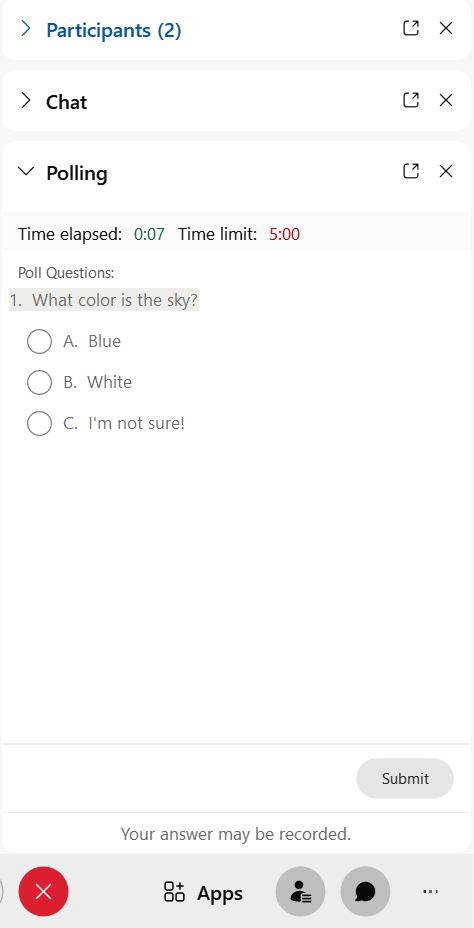 Participants (2)
Chat
Polling
Time elapsed: 0:07 Time limit: 5:00
Poll Questions:
1. What color is the sky?
A. Blue
B. White
C. I'm not sure!
Submit
Your answer may be recorded.
Apps